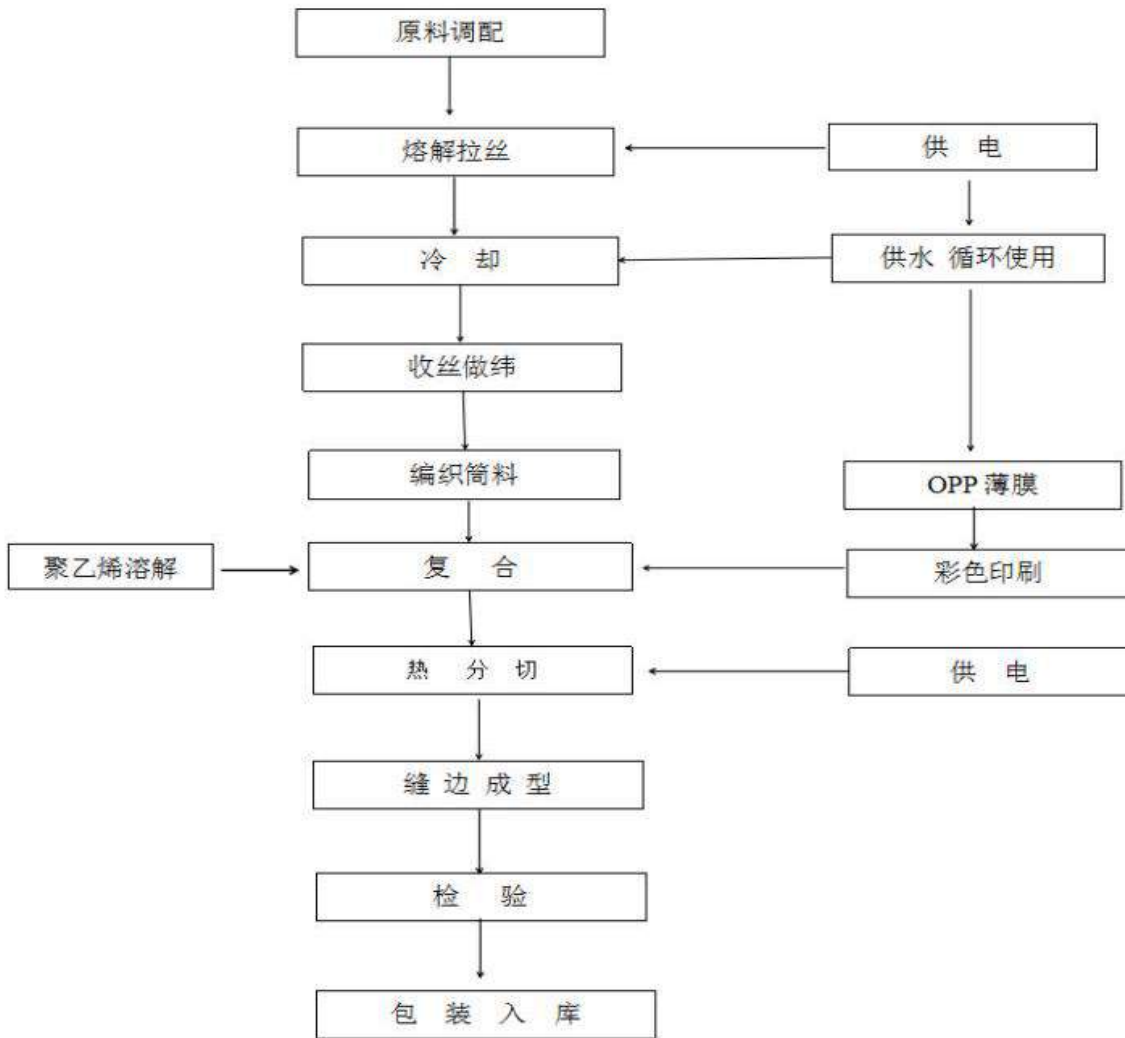 原料调配
熔解拉丝
供 电
冷 却
供水 循环使用
收丝做纬
编织筒料
OPP 薄膜
聚乙烯溶解
复 合
彩色印刷
热 分 切
供 电
缝 边 成 型
检 验
包 装 入 库